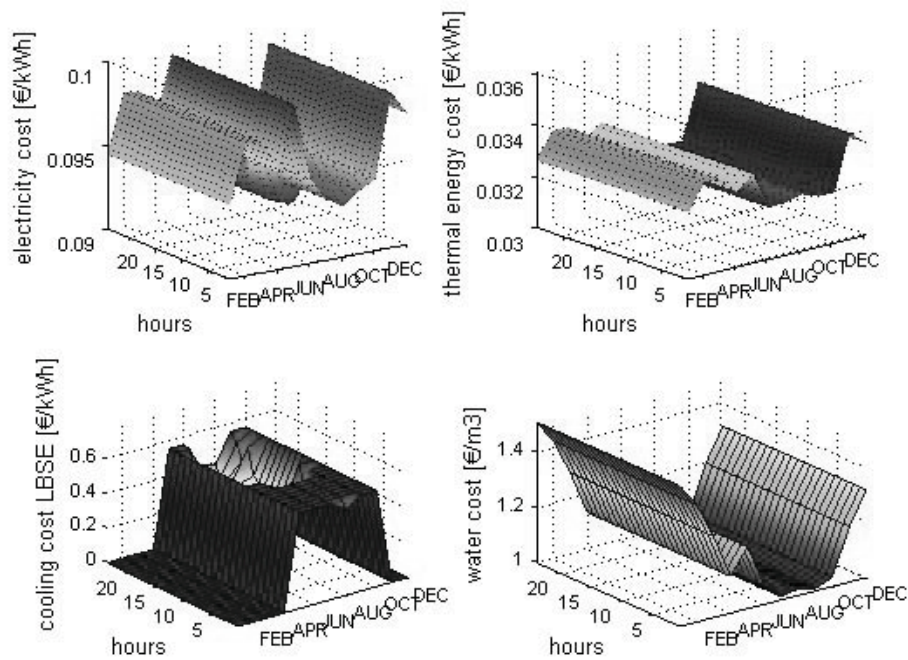 electricity cost [€/kWh]
0.1
0.095
0.09
20
15
10
5
hours
FEB
APR
JUN
AUG
OCT
DEC
thermal energy cost [€/kWh]
0.036
0.034
0.032
0.03
20
15
10
5
hours
FEB
APR
JUN
AUG
OCT
DEC
cooling cost LBSE [€/kWh]
0.6
0.4
0.2
0
20
15
10
5
hours
FEB
APR
JUN
AUG
OCT
DEC
water cost [€/m3]
1.4
1.2
1
20
15
10
5
hours
FEB
APR
JUN
AUG
OCT
DEC